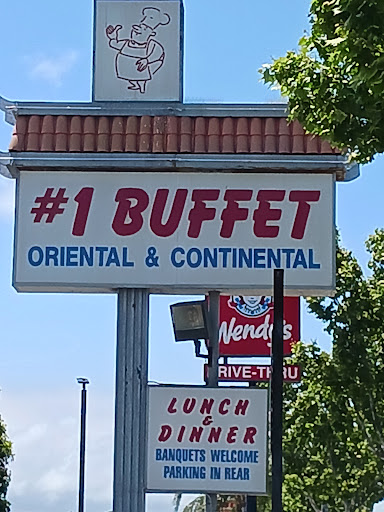 #1 BUFFET
ORIENTAL & CONTINENTAL
Wendy's
DRIVE-THRU
LUNCH
&
DINNER
BANQUETS WELCOME
PARKING IN REAR